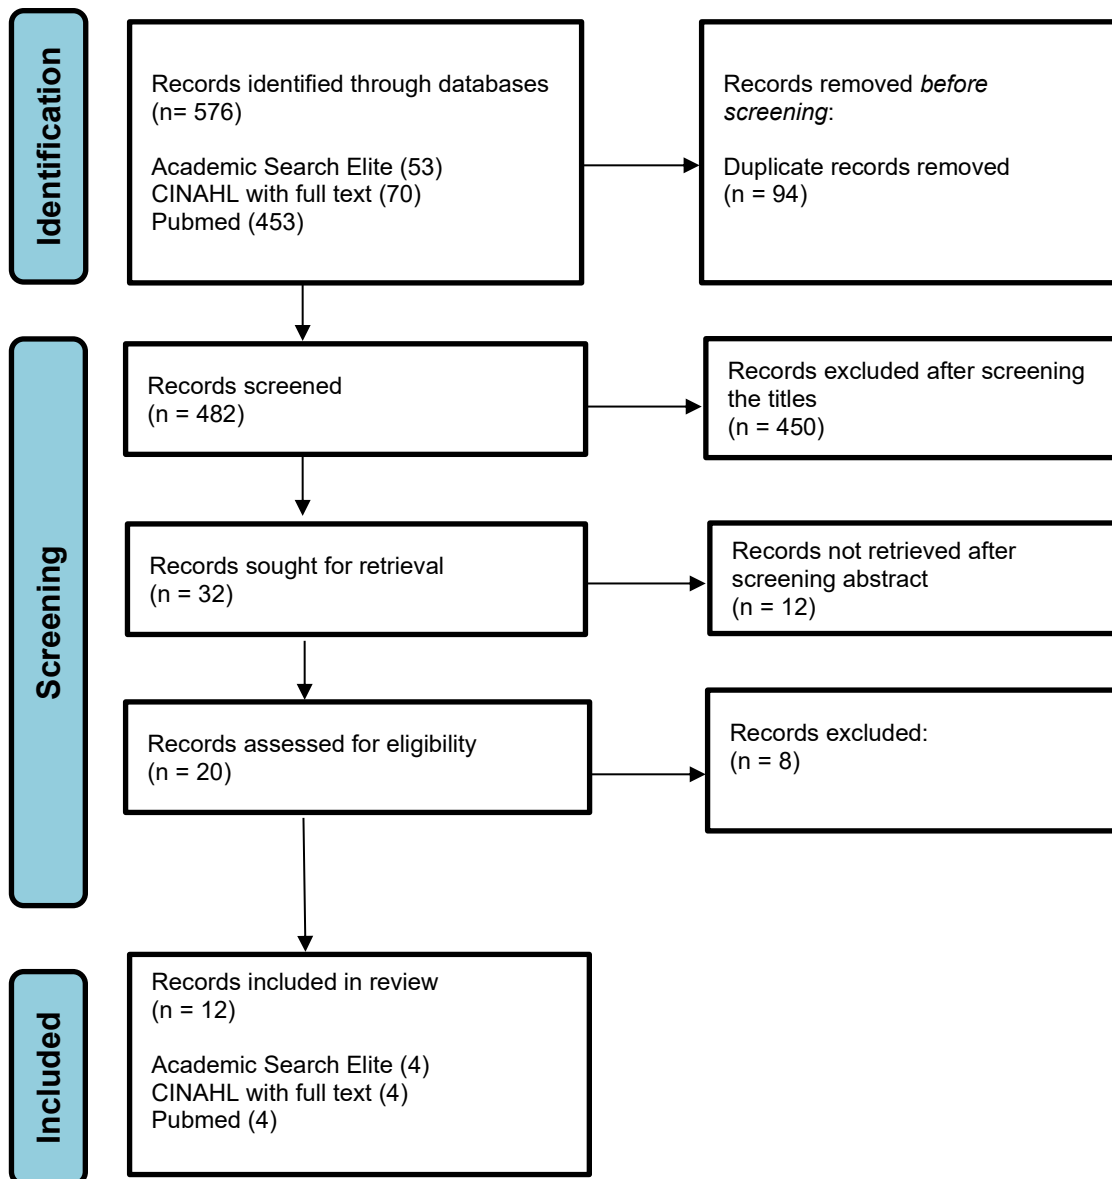 Identification
Records identified through databases
(n= 576)
Academic Search Elite (53)
CINAHL with full text (70)
Pubmed (453)
Records removed before
screening:
Duplicate records removed
(n = 94)
Screening
Records screened
(n = 482)
Records excluded after screening
the titles
(n = 450)
Records sought for retrieval
(n = 32)
Records not retrieved after
screening abstract
(n = 12)
Records assessed for eligibility
(n = 20)
Records excluded:
(n = 8)
Included
Records included in review
(n = 12)
Academic Search Elite (4)
CINAHL with full text (4)
Pubmed (4)